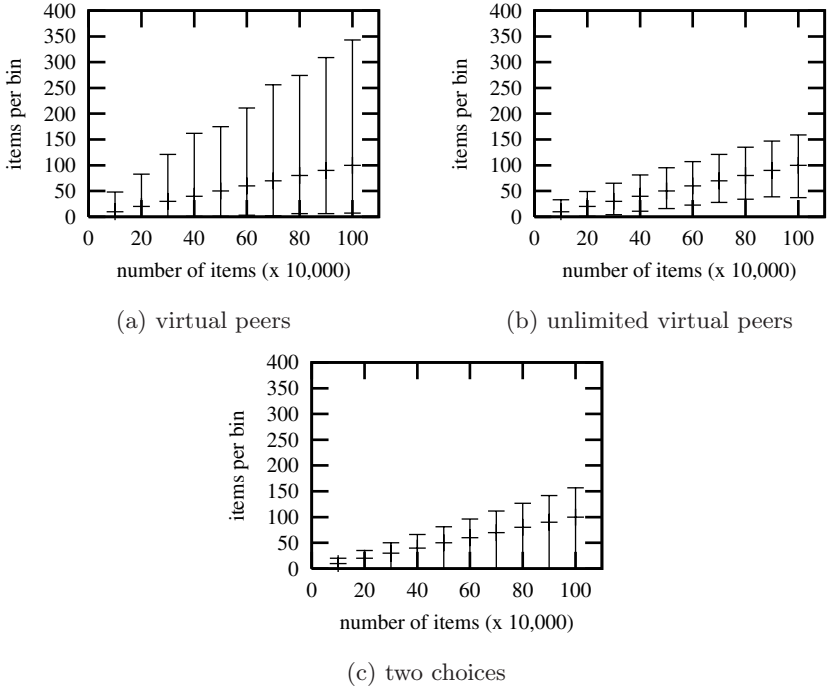 400
350
300
250
200
150
100
50
0
items per bin
0 20 40 60 80 100
number of items (x 10,000)
(a) virtual peers
400
350
300
250
200
150
100
50
0
items per bin
0 20 40 60 80 100
number of items (x 10,000)
(b) unlimited virtual peers
400
350
300
250
200
150
100
50
0
items per bin
0 20 40 60 80 100
number of items (x 10,000)
(c) two choices